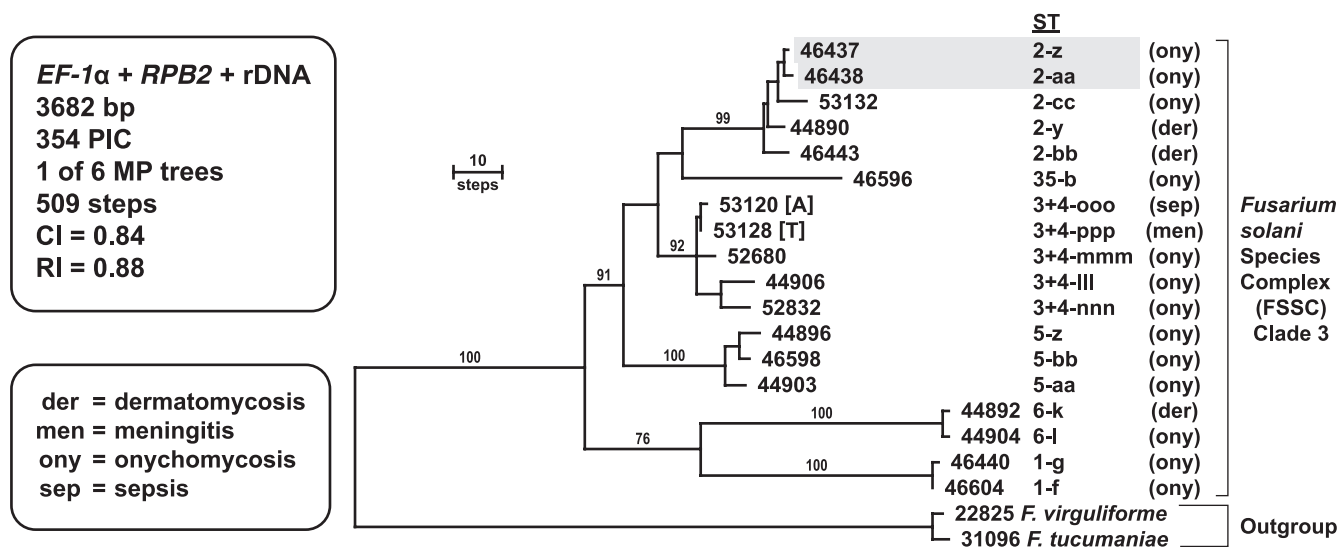 EF-1α + RPB2 + rDNA
3682 bp
354 PIC
1 of 6 MP trees
509 steps
CI = 0.84
RI = 0.88
der = dermatomycosis
men = meningitis
ony = onychomycosis
sep = sepsis
10
steps
ST
46437 2-z (ony)
46438 2-aa (ony)
53132 2-cc (ony)
99
44890 2-y (der)
46443 2-bb (der)
46596 35-b (ony)
53120 [A] 3+4-ooo (sep)
53128 [T] 3+4-ppp (men)
92
52680 3+4-mmm (ony)
91
44906 3+4-lll (ony)
52832 3+4-nnn (ony)
44896 5-z (ony)
100
100
46598 5-bb (ony)
44903 5-aa (ony)
100
44892 6-k (der)
76
44904 6-l (ony)
100
46440 1-g (ony)
46604 1-f (ony)
22825 F. virguliforme
31096 F. tucumaniae
Fusarium
solani
Species
Complex
(FSSC)
Clade 3
Outgroup